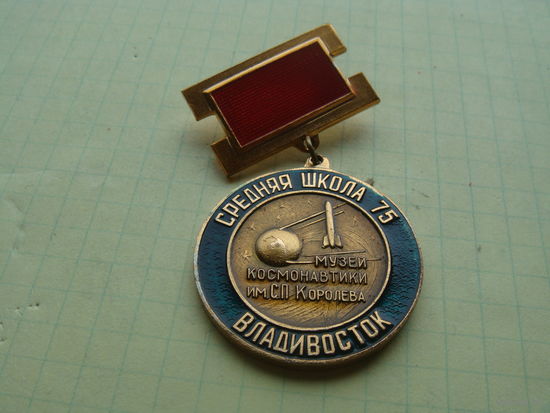 СРЕДНЯЯ ШКОЛА 75
МУЗЕЙ
КОСМОНАВТИКИ
ИМ. С.П. КОРОЛЕВА
ВЛАДИВОСТОК